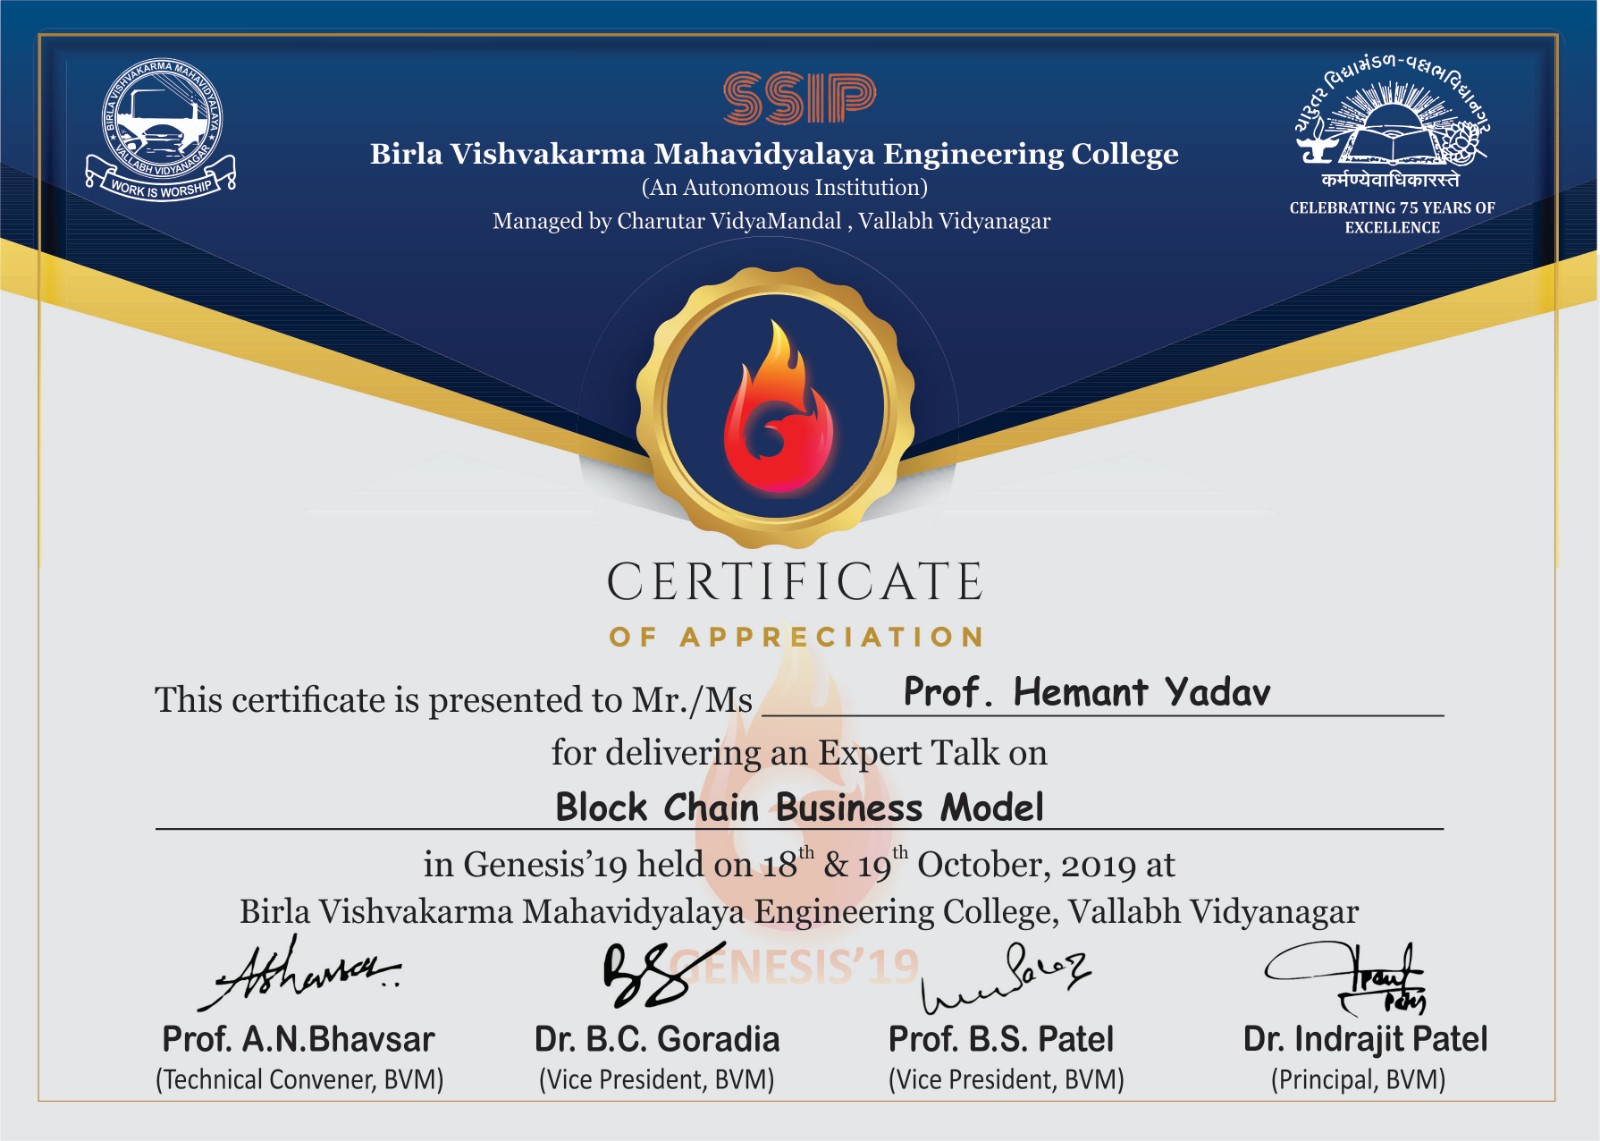 BIRLA VISHVAKARMA MAHAVIDYALAYA
VALLABH VIDYANAGAR
WORK IS WORSHIP
SSIP
Birla Vishvakarma Mahavidyalaya Engineering College
(An Autonomous Institution)
Managed by Charutar VidyaMandal , Vallabh Vidyanagar
ચારુતર વિદ્યામંડળ-વલ્લભવિદ્યાનગર
कर्मण्येवाधिकारस्ते
CELEBRATING 75 YEARS OF
EXCELLENCE
CERTIFICATE
OF APPRECIATION
This certificate is presented to Mr./Ms Prof. Hemant Yadav
for delivering an Expert Talk on
Block Chain Business Model
in Genesis’19 held on 18th & 19th October, 2019 at
Birla Vishvakarma Mahavidyalaya Engineering College, Vallabh Vidyanagar
GENESIS’19
Prof. A.N.Bhavsar Dr. B.C. Goradia Prof. B.S. Patel Dr. Indrajit Patel
(Technical Convener, BVM) (Vice President, BVM) (Vice President, BVM) (Principal, BVM)